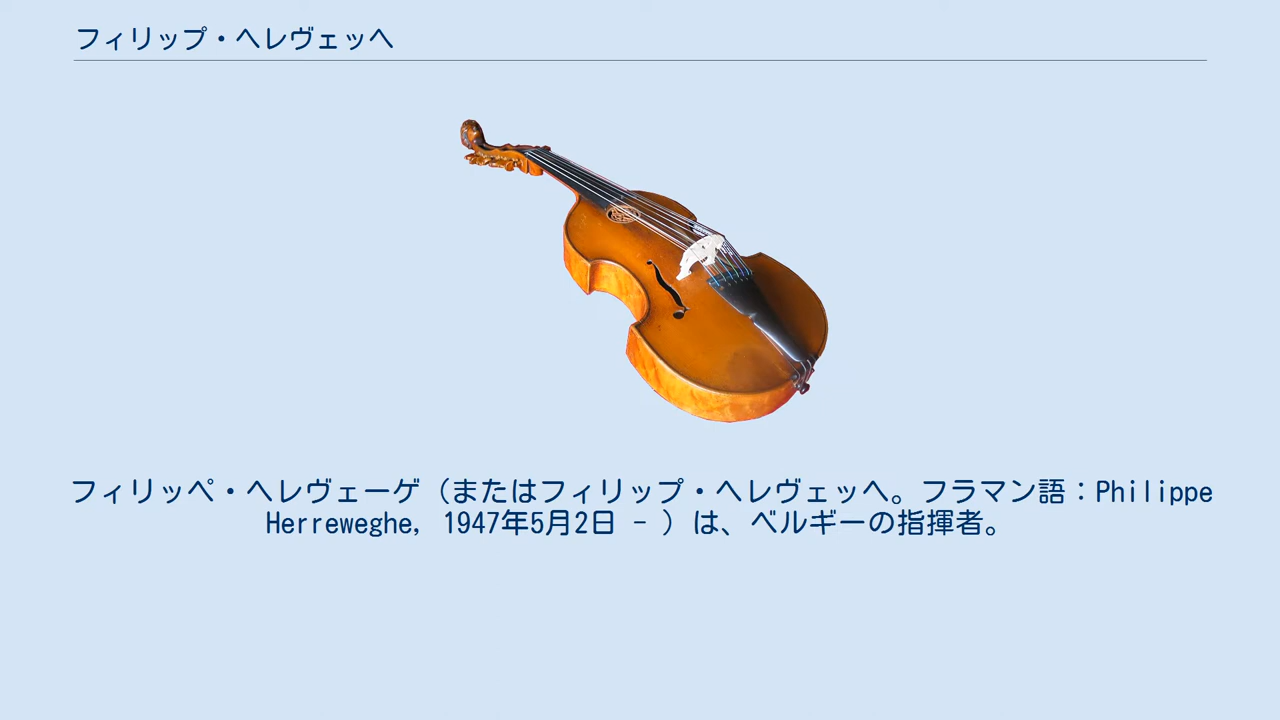 フィリップ・ヘレヴェッヘ
フィリッペ・ヘレヴェーゲ（またはフィリップ・ヘレヴェッヘ。フラマン語：Philippe
Herreweghe, 1947年5月2日 - ）は、ベルギーの指揮者。